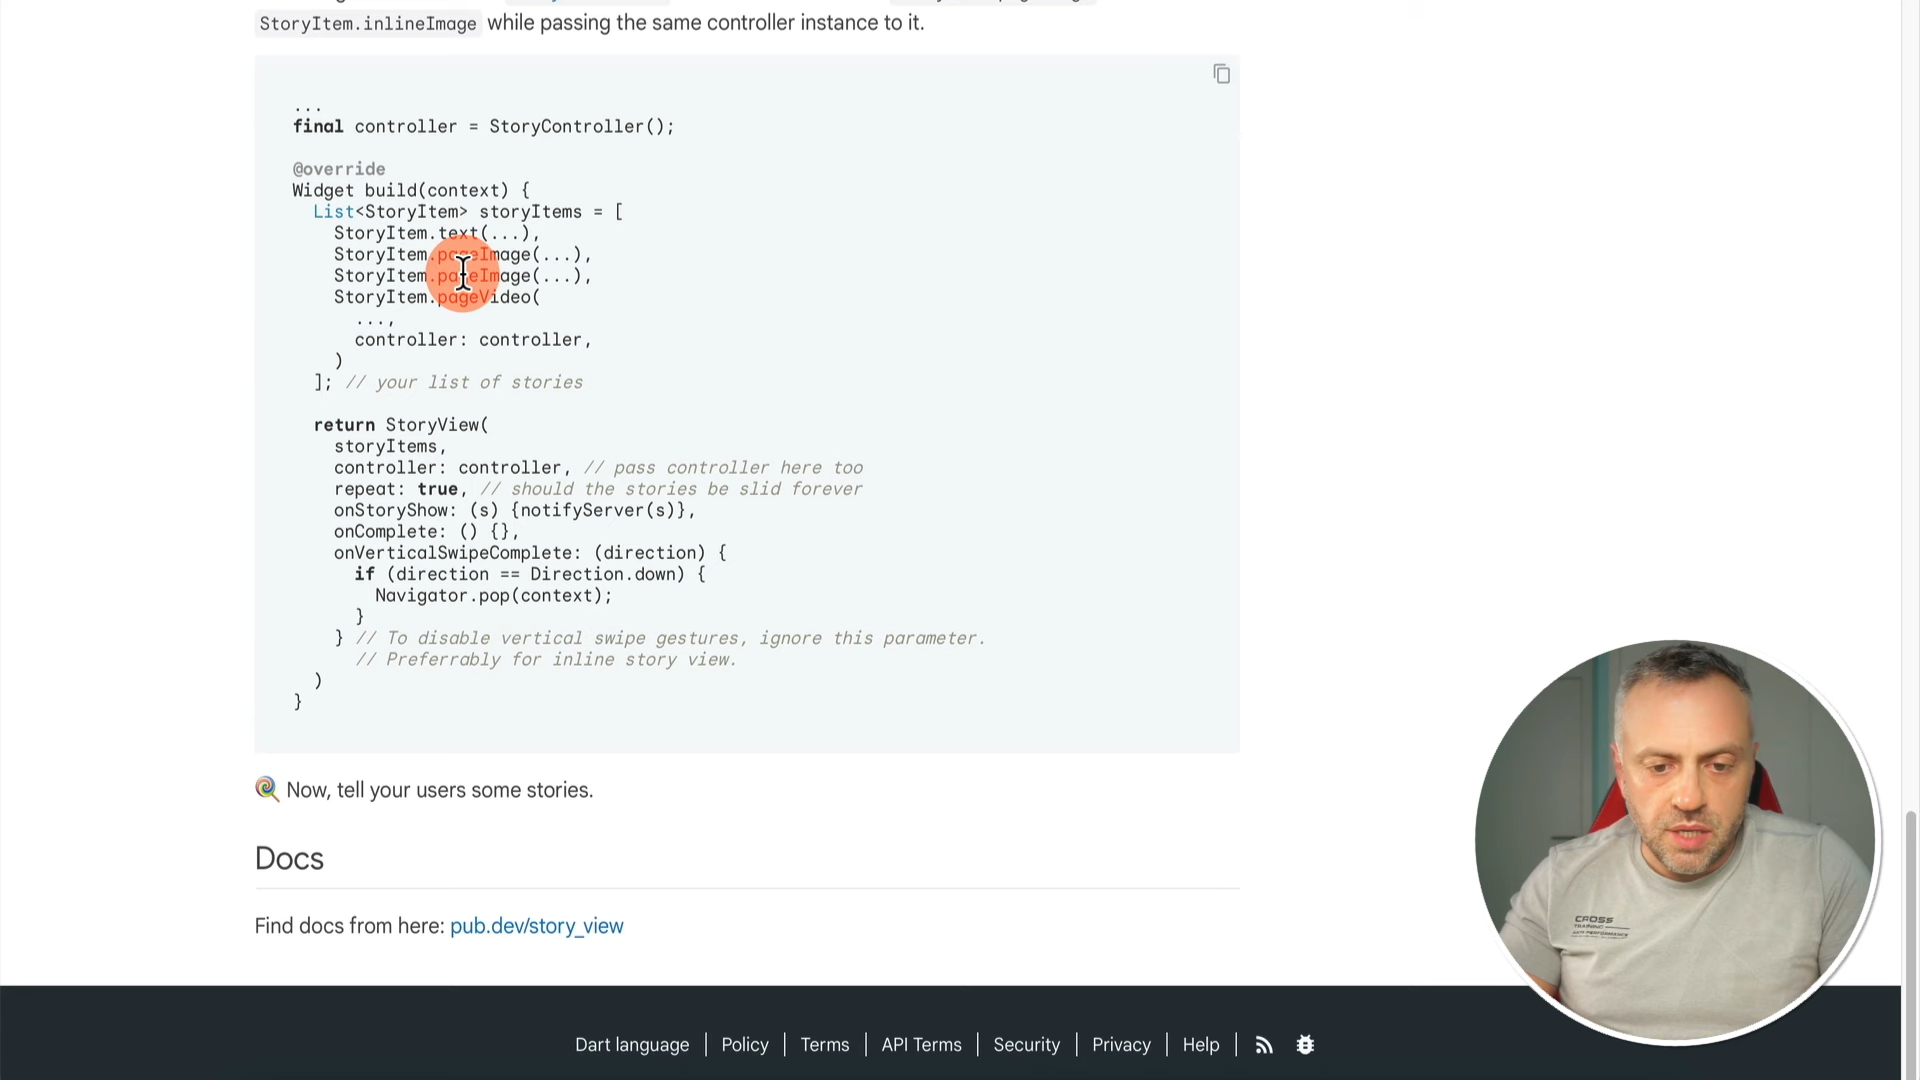 StoryItem.inlineImage while passing the same controller instance to it.
...
final controller = StoryController();
@override
Widget build(context) {
List<StoryItem> storyItems = [
StoryItem.text(...),
StoryItem.pageImage(...),
StoryItem.pageImage(...),
StoryItem.pageVideo(
...,
controller: controller,
)
]; // your list of stories
return StoryView(
storyItems,
controller: controller, // pass controller here too
repeat: true, // should the stories be slid forever
onStoryShow: (s) {notifyServer(s)},
onComplete: () {},
onVerticalSwipeComplete: (direction) {
if (direction == Direction.down) {
Navigator.pop(context);
}
} // To disable vertical swipe gestures, ignore this parameter.
// Preferrably for inline story view.
)
}
Now, tell your users some stories.
Docs
Find docs from here: pub.dev/story_view
CROSS
TRAINING
Dart language | Policy | Terms | API Terms | Security | Privacy | Help |